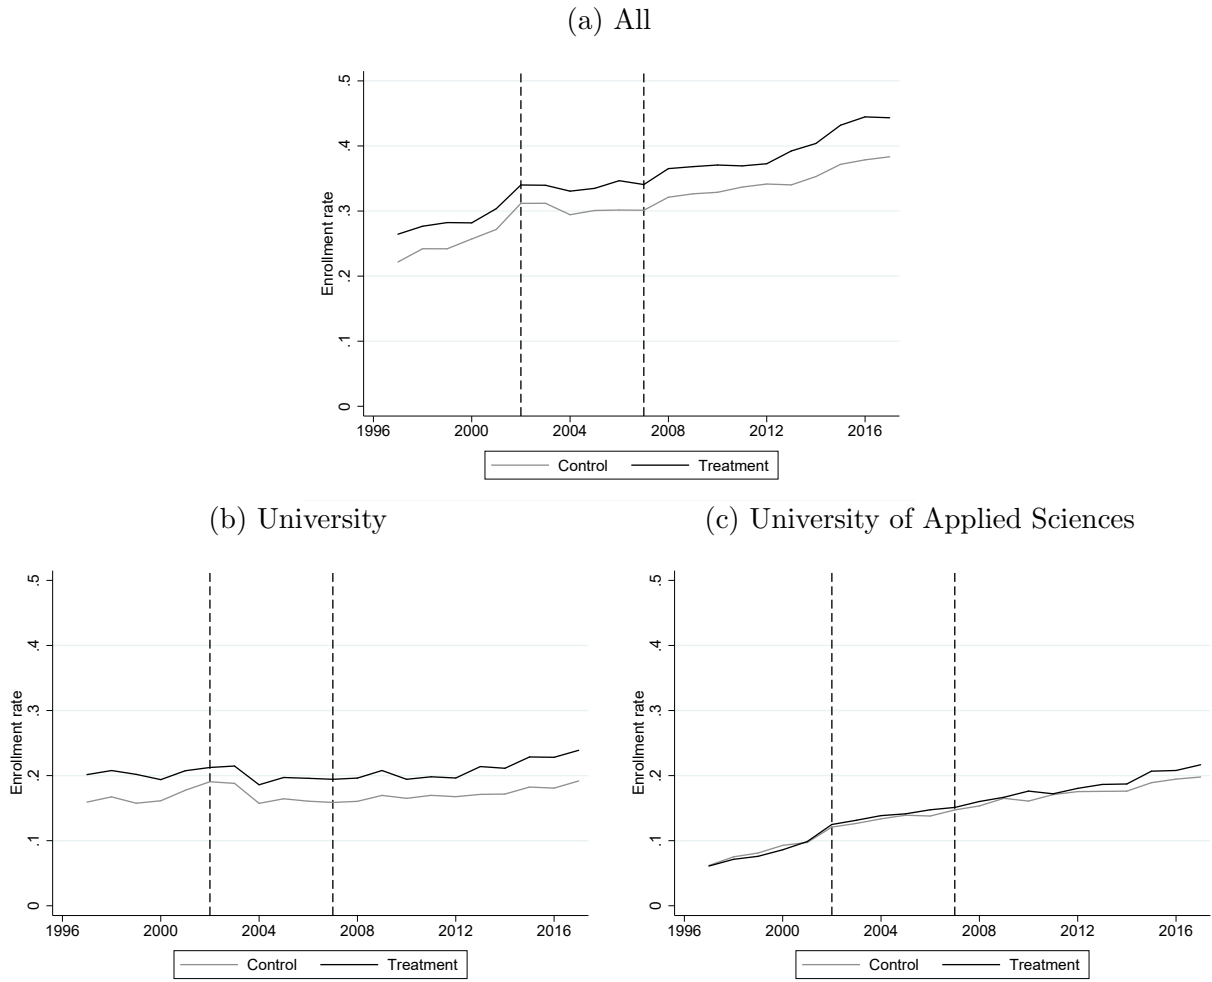 (a) All
Enrollment rate
.5
.4
.3
.2
.1
0
1996 2000 2004 2008 2012 2016
Control Treatment
(b) University
Enrollment rate
.5
.4
.3
.2
.1
0
1996 2000 2004 2008 2012 2016
Control Treatment
(c) University of Applied Sciences
Enrollment rate
.5
.4
.3
.2
.1
0
1996 2000 2004 2008 2012 2016
Control Treatment